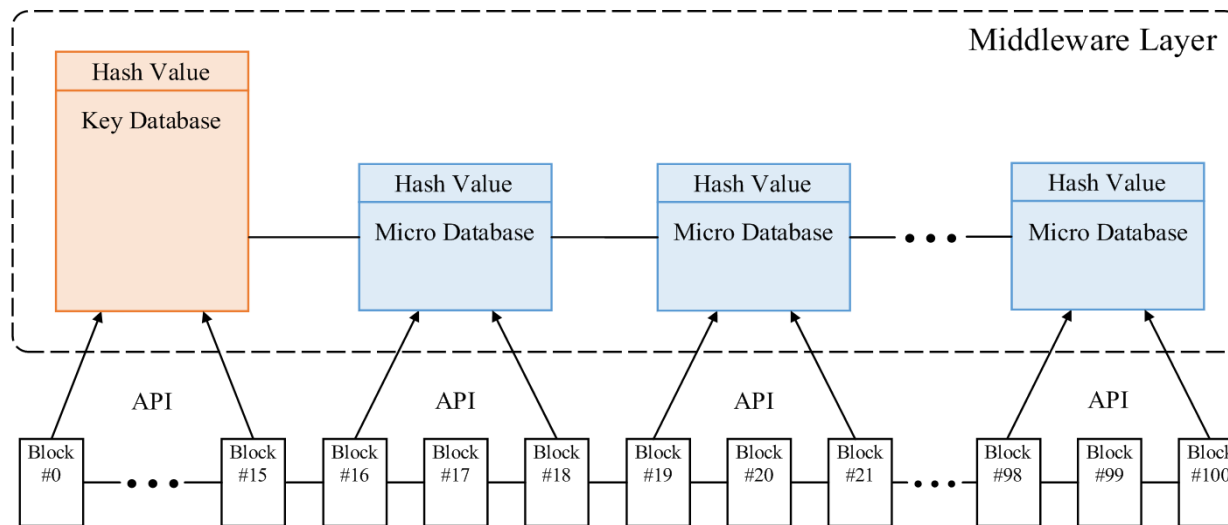 Middleware Layer
Hash Value
Key Database
Hash Value
Micro Database
Hash Value
Micro Database
Hash Value
Micro Database
API
API
API
API
Block
#0
Block
#15
Block
#16
Block
#17
Block
#18
Block
#19
Block
#20
Block
#21
Block
#98
Block
#99
Block
#100